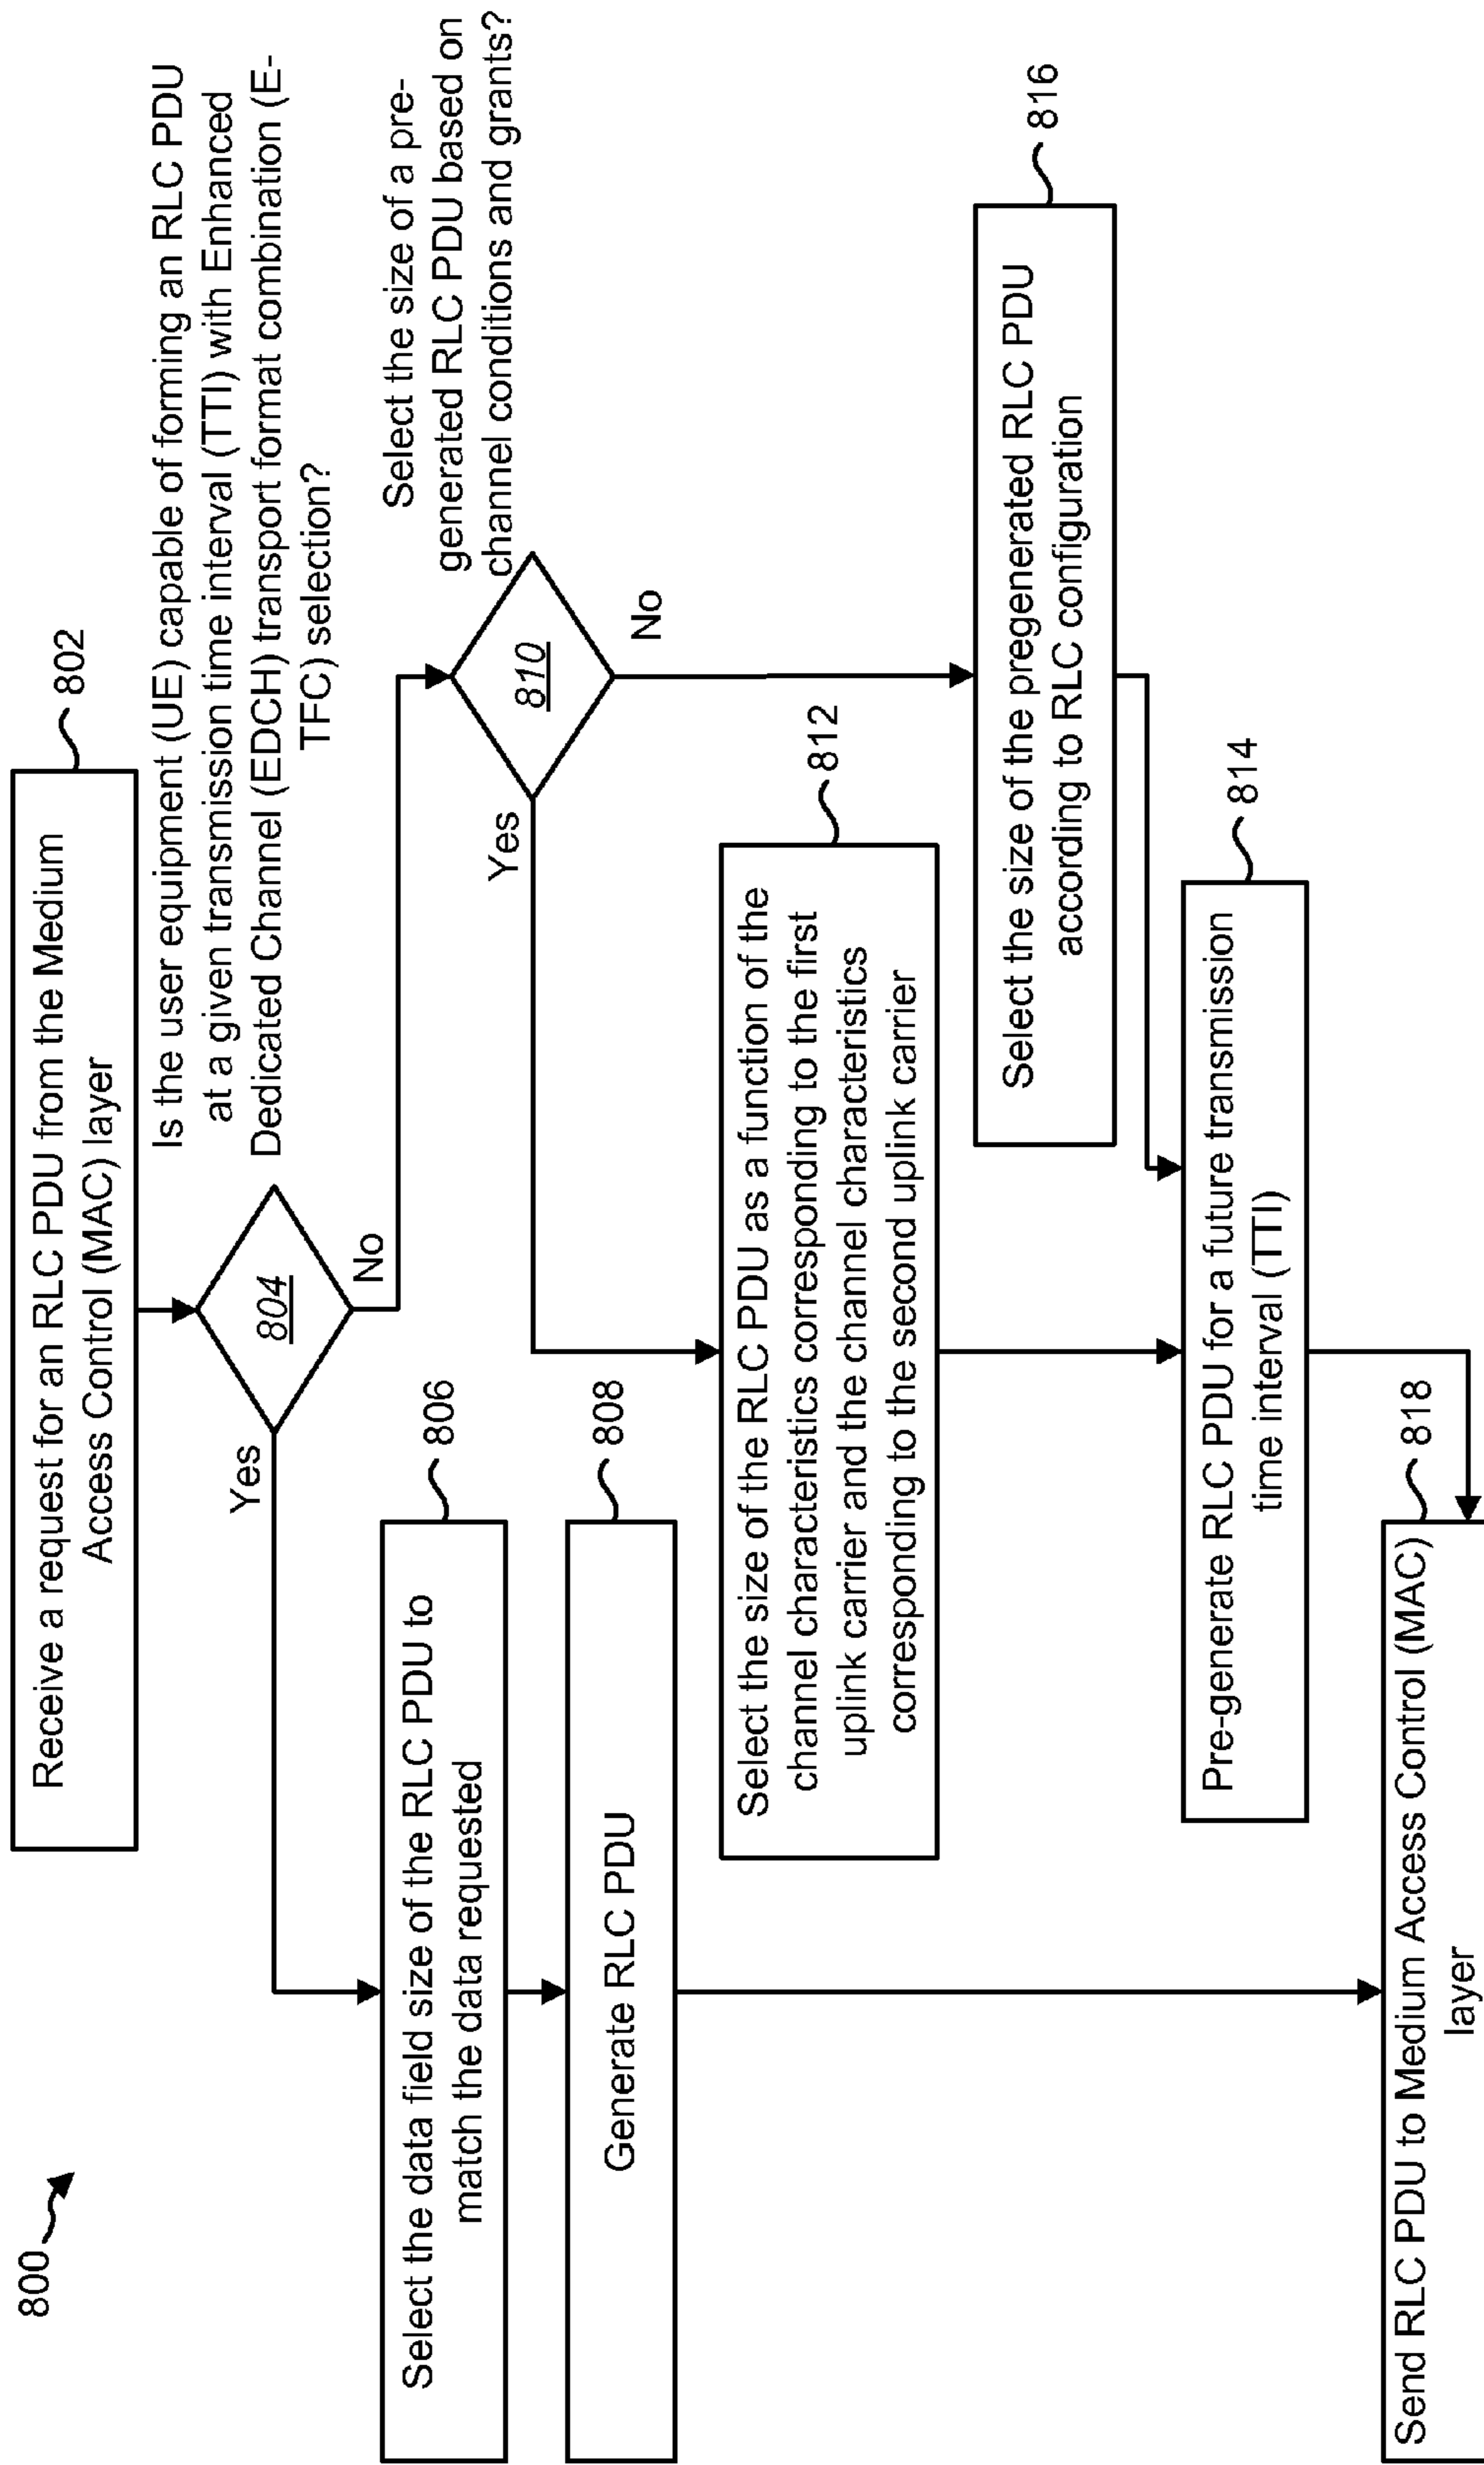 800
Receive a request for an RLC PDU from the Medium
Access Control (MAC) layer
802
Is the user equipment (UE) capable of forming an RLC PDU
at a given transmission time interval (TTI) with Enhanced
Dedicated Channel (EDCH) transport format combination (E-
TFC) selection?
804
Yes
No
Select the data field size of the RLC PDU to
match the data requested
806
Generate RLC PDU
808
Select the size of a pre-
generated RLC PDU based on
channel conditions and grants?
810
Yes
No
Select the size of the RLC PDU as a function of the
channel characteristics corresponding to the first
uplink carrier and the channel characteristics
corresponding to the second uplink carrier
812
Select the size of the pregenerated RLC PDU
according to RLC configuration
816
Pre-generate RLC PDU for a future transmission
time interval (TTI)
814
Send RLC PDU to Medium Access Control (MAC)
layer
818